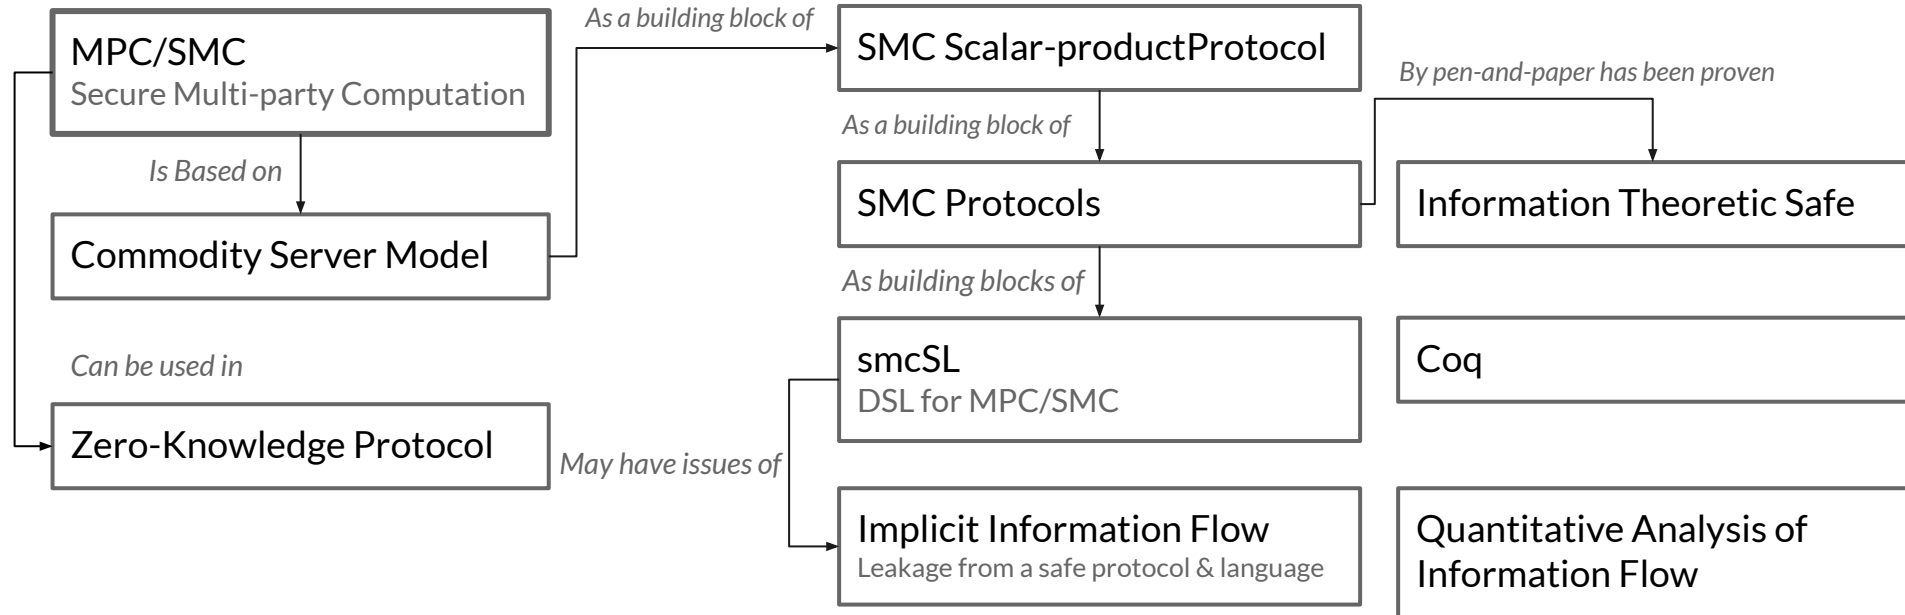 MPC/SMC
Secure Multi-party Computation
Is Based on
Commodity Server Model
Can be used in
Zero-Knowledge Protocol
As a building block of
SMC Scalar-productProtocol
As a building block of
SMC Protocols
As building blocks of
smcSL
DSL for MPC/SMC
May have issues of
Implicit Information Flow
Leakage from a safe protocol & language
By pen-and-paper has been proven
Information Theoretic Safe
Coq
Quantitative Analysis of
Information Flow